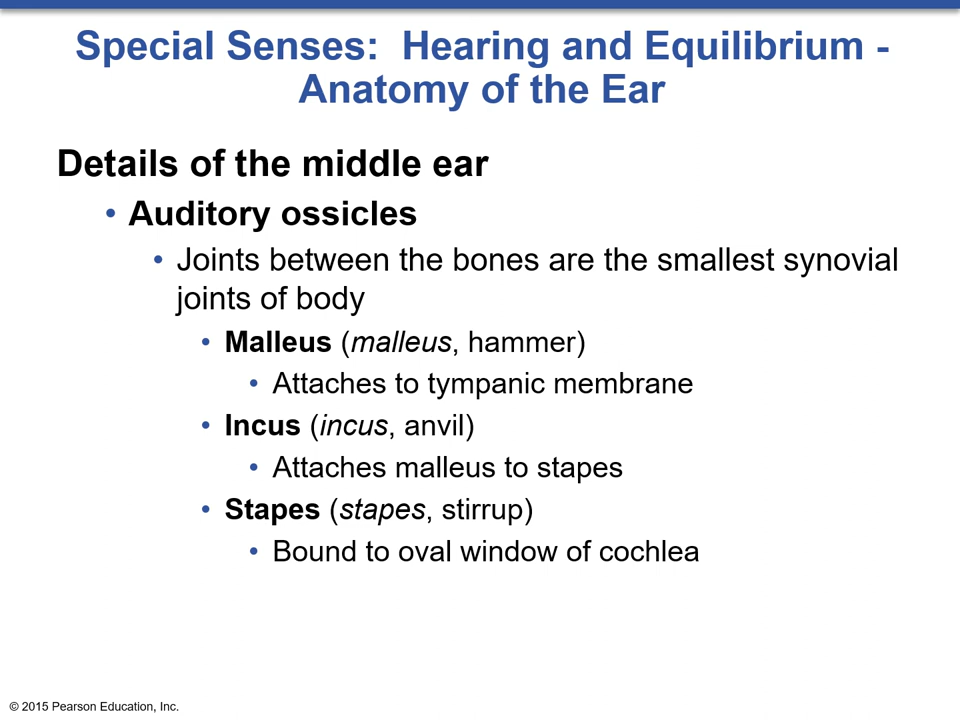 Special Senses:  Hearing and Equilibrium -
Anatomy of the Ear
Details of the middle ear
• Auditory ossicles
• Joints between the bones are the smallest synovial
joints of body
• Malleus (malleus, hammer)
• Attaches to tympanic membrane
• Incus (incus, anvil)
• Attaches malleus to stapes
• Stapes (stapes, stirrup)
• Bound to oval window of cochlea
© 2015 Pearson Education, Inc.